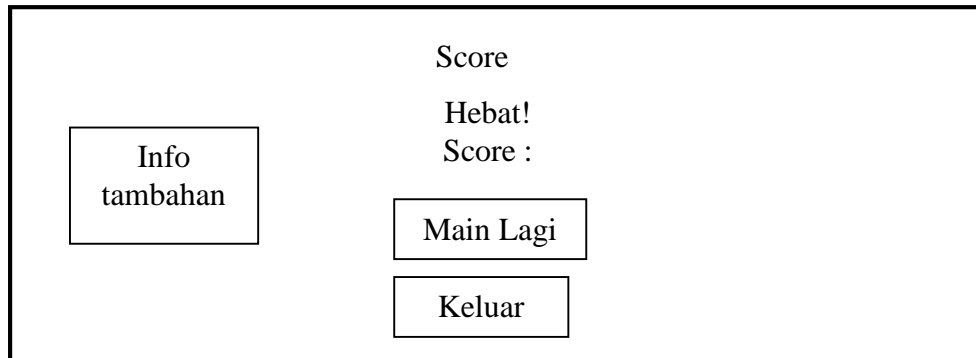 Score
Hebat!
Score :
Info
tambahan
Main Lagi
Keluar